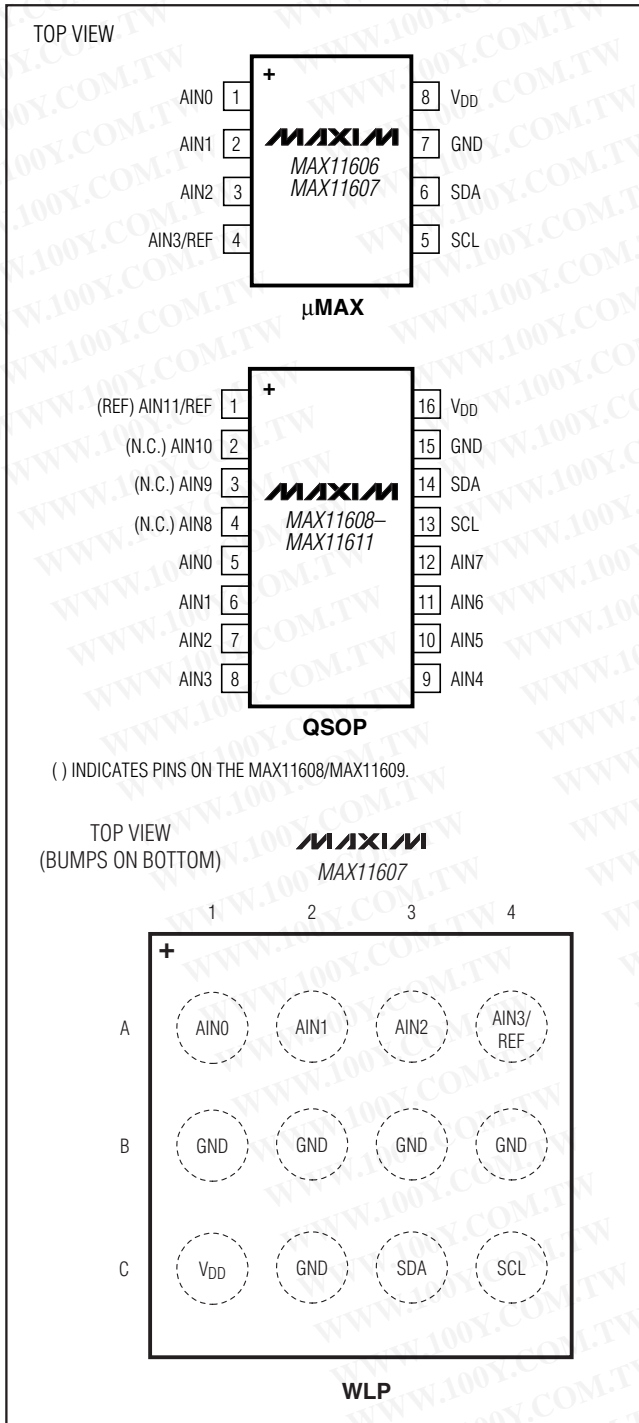 TOP VIEW
+
AIN0 1 8 VDD
AIN1 2 MAXIM 7 GND
MAX11606
AIN2 3 MAX11607 6 SDA
AIN3/REF 4 5 SCL
µMAX
+
(REF) AIN11/REF 1 16 VDD
(N.C.) AIN10 2 15 GND
(N.C.) AIN9 3 MAXIM 14 SDA
(N.C.) AIN8 4 MAX11608– 13 SCL
MAX11611
AIN0 5 12 AIN7
AIN1 6 11 AIN6
AIN2 7 10 AIN5
AIN3 8 9 AIN4
QSOP
( ) INDICATES PINS ON THE MAX11608/MAX11609.
TOP VIEW
(BUMPS ON BOTTOM)
MAXIM
MAX11607
1 2 3 4
+
A AIN0 AIN1 AIN2 AIN3/
REF
B GND GND GND GND
C VDD GND SDA SCL
WLP
WWW.100Y.COM.TW